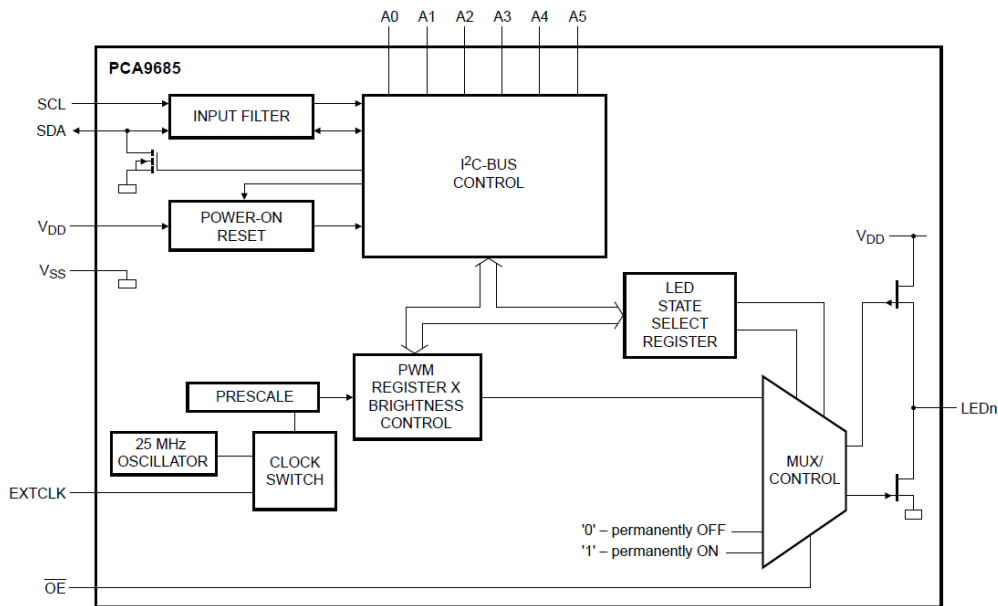 A0 A1 A2 A3 A4 A5
PCA9685
SCL
INPUT FILTER
SDA
I²C-BUS
CONTROL
POWER-ON
RESET
VDD
VSS
VDD
LED
STATE
SELECT
REGISTER
PWM
REGISTER X
BRIGHTNESS
CONTROL
PRESCALE
25 MHz
OSCILLATOR
CLOCK
SWITCH
MUX/
CONTROL
LEDn
EXTCLK
'0' – permanently OFF
'1' – permanently ON
O̅E̅